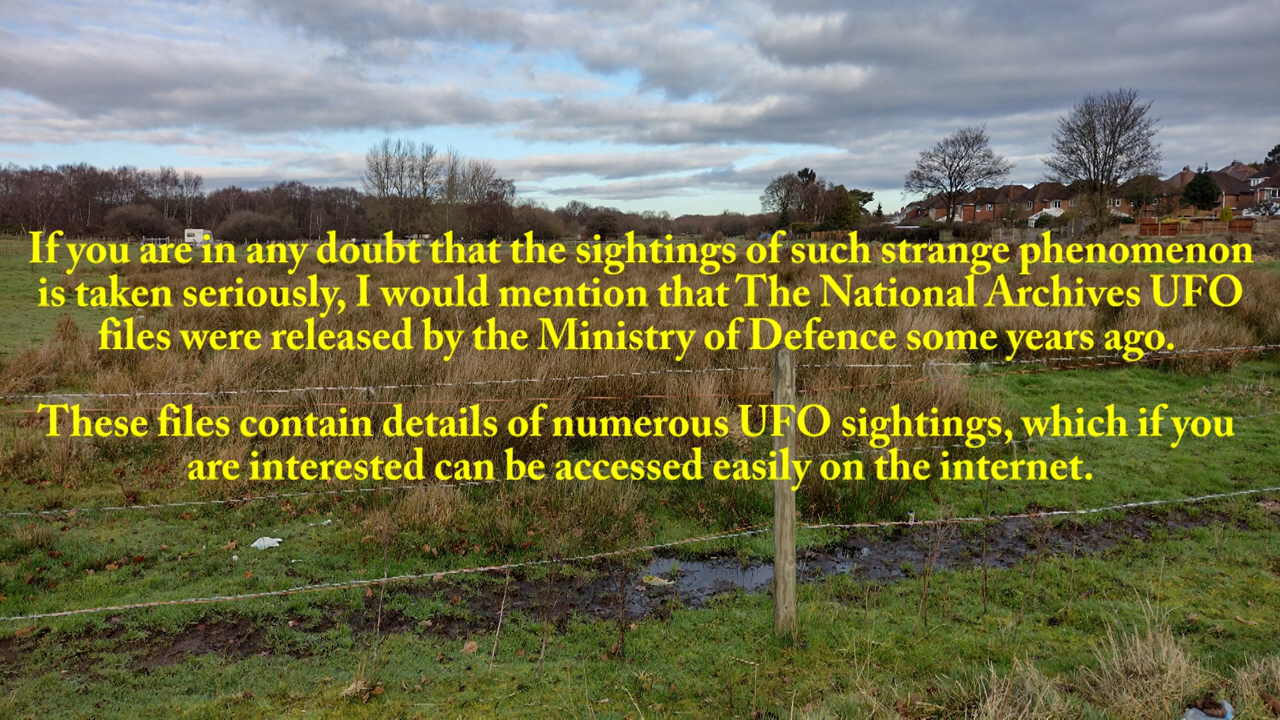 If you are in any doubt that the sightings of such strange phenomenon
is taken seriously, I would mention that The National Archives UFO
files were released by the Ministry of Defence some years ago.
These files contain details of numerous UFO sightings, which if you
are interested can be accessed easily on the internet.